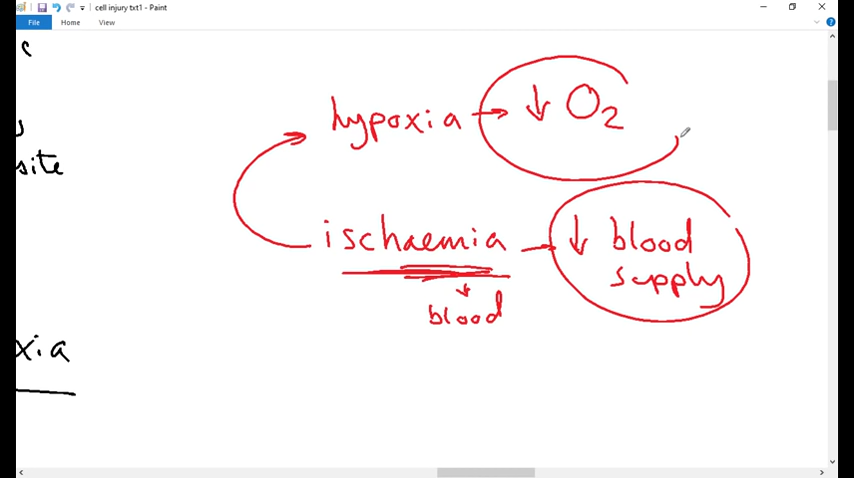 cell injury txt1 - Paint
File Home View
c
s
site
hypoxia → ↓ O2
ischaemia → ↓ blood
supply
blood
xia